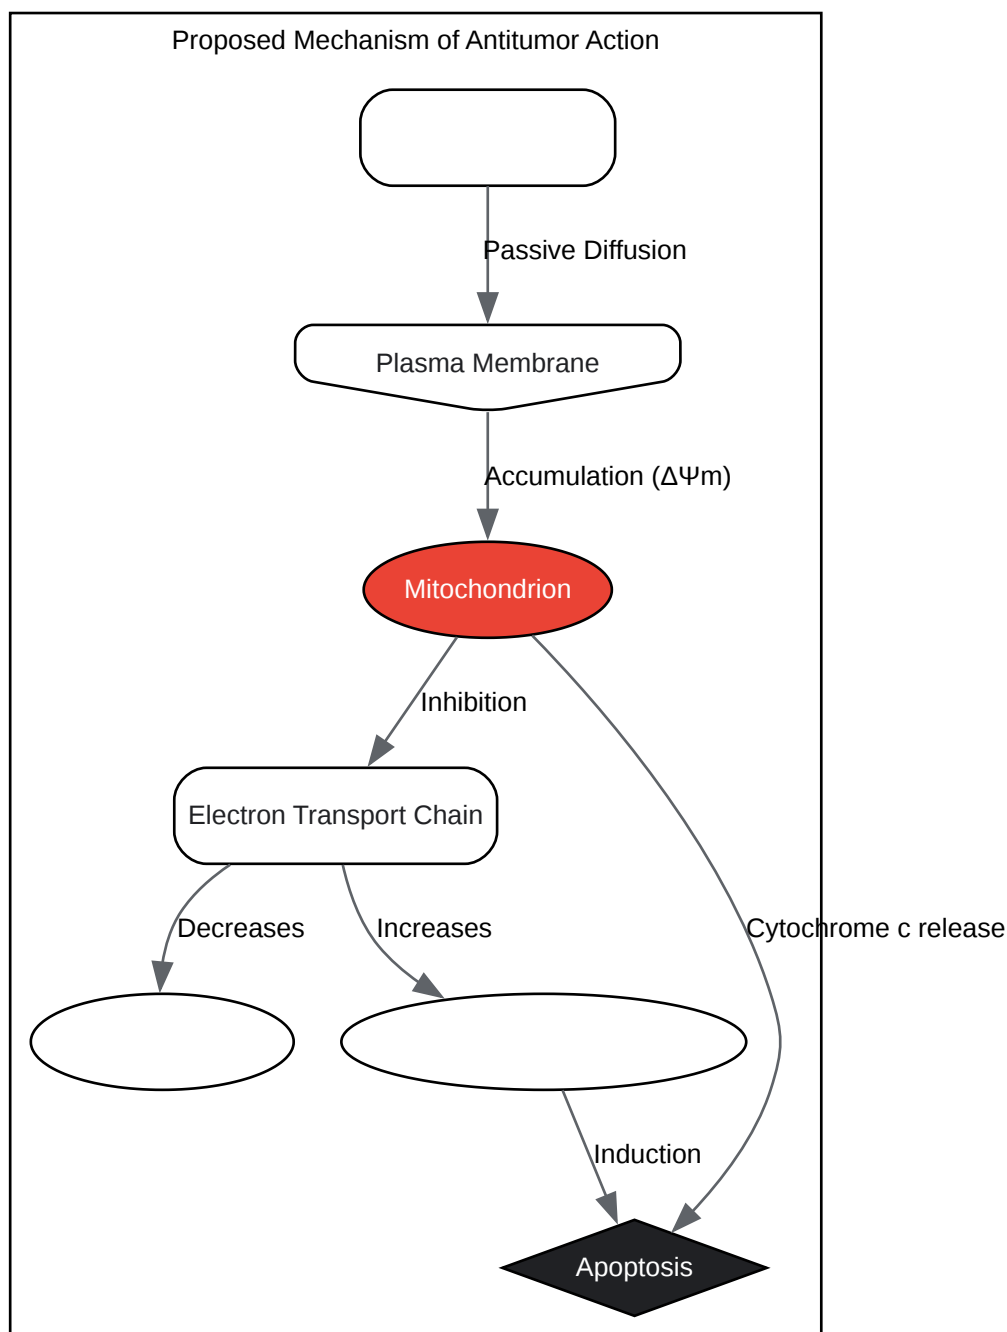 Proposed Mechanism of Antitumor Action
Passive Diffusion
Plasma Membrane
Accumulation (ΔΨm)
Mitochondrion
Inhibition
Electron Transport Chain
Decreases
Increases
Cytochrome c release
Induction
Apoptosis